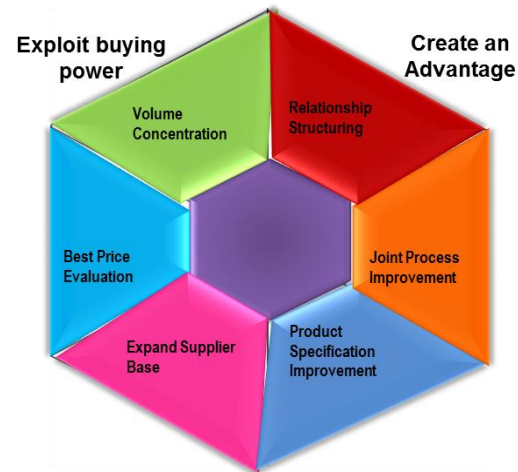 Exploit buying
power
Create an
Advantage
Volume
Concentration
Relationship
Structuring
Best Price
Evaluation
Joint Process
Improvement
Expand Supplier
Base
Product
Specification
Improvement